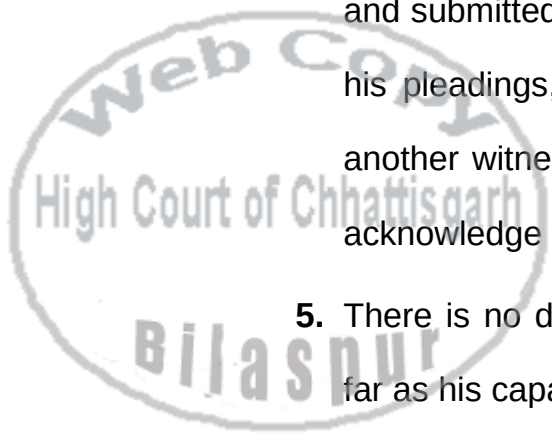 and submitted
his pleadings,
another witne
acknowledge
5. There is no d
far as his capa
Web Copy
High Court of Chhattisgarh
Bilaspur